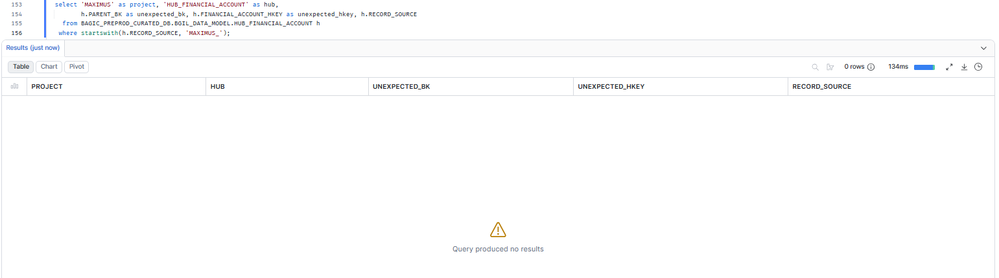 153 select 'MAXIMUS' as project, 'HUB_FINANCIAL_ACCOUNT' as hub,
154 h.PARENT_BK as unexpected_bk, h.FINANCIAL_ACCOUNT_HKEY as unexpected_hkey, h.RECORD_SOURCE
155 from BAGIC_PREPROD_CURATED_DB.BGIL_DATA_MODEL.HUB_FINANCIAL_ACCOUNT h
156 where startswith(h.RECORD_SOURCE, 'MAXIMUS_');
Results (just now)
Table Chart Pivot 0 rows 134ms
PROJECT HUB UNEXPECTED_BK UNEXPECTED_HKEY RECORD_SOURCE
Query produced no results